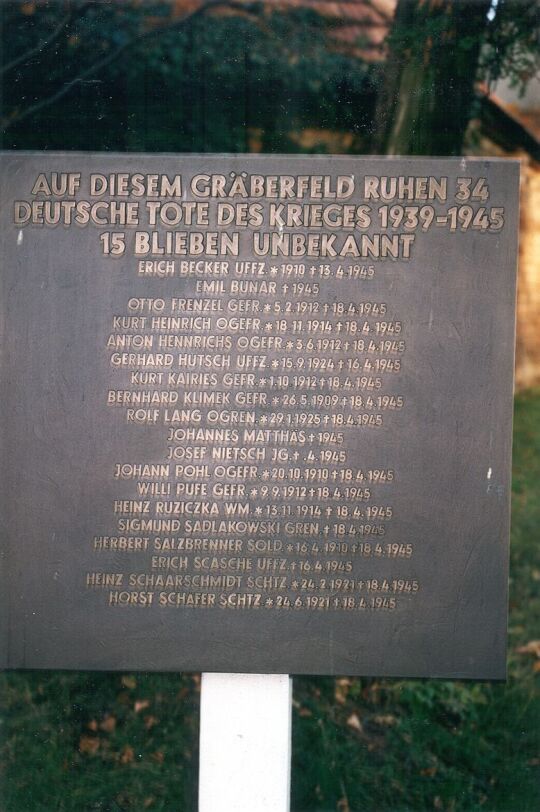 AUF DIESEM GRÄBERFELD RUHEN 34
DEUTSCHE TOTE DES KRIEGES 1939-1945
15 BLIEBEN UNBEKANNT
ERICH BECKER UFFZ.*1910 † 13.4.1945
EMIL BUNAR † 1945
OTTO FRENZEL GEFR.* 5.2.1912 † 18.4.1945
KURT HEINRICH OGEFR.* 18.11.1914 † 18.4.1945
ANTON HENNRICHS OGEFR.* 3.6.1912 † 18.4.1945
GERHARD HUTSCH UFFZ.* 15.9.1924 † 16.4.1945
KURT KAIRIES GEFR.* 1.10.1912 † 18.4.1945
BERNHARD KLIMEK GEFR.* 26.5.1909 † 18.4.1945
ROLF LANG OGREN.* 29.1.1925 † 18.4.1945
JOHANNES MATTHÄS † 1945
JOSEF NIETSCH JG.† .4.1945
JOHANN POHL OGEFR.* 20.10.1910 † 18.4.1945
WILLI PUFE GEFR.* 9.9.1912 † 18.4.1945
HEINZ RUZICZKA WM.* 13.11.1914 † 18.4.1945
SIGMUND SADLAKOWSKI GREN.† 18.4.1945
HERBERT SALZBRENNER SOLD.* 16.4.1910 † 18.4.1945
ERICH SCASCHE UFFZ.† 16.4.1945
HEINZ SCHAARSCHMIDT SCHTZ.* 24.2.1921 † 18.4.1945
HORST SCHÄFER SCHTZ.* 24.6.1921 † 18.4.1945